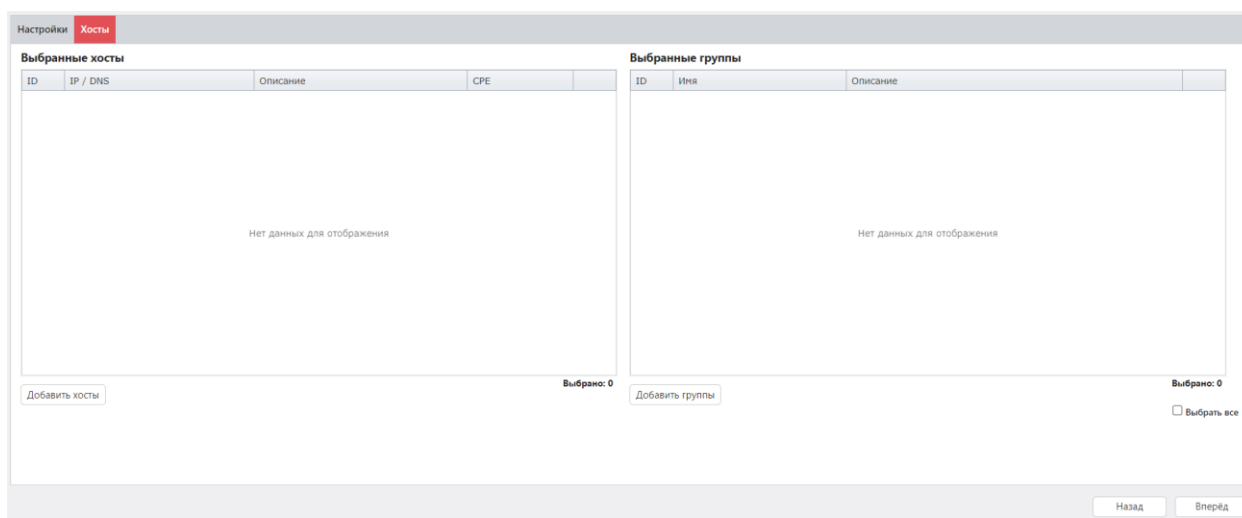 Настройки Хосты
Выбранные хосты
ID IP / DNS Описание CPE
Нет данных для отображения
Выбрано: 0
Добавить хосты
Выбранные группы
ID Имя Описание
Нет данных для отображения
Выбрано: 0
Добавить группы
Выбрать все
Назад Вперёд